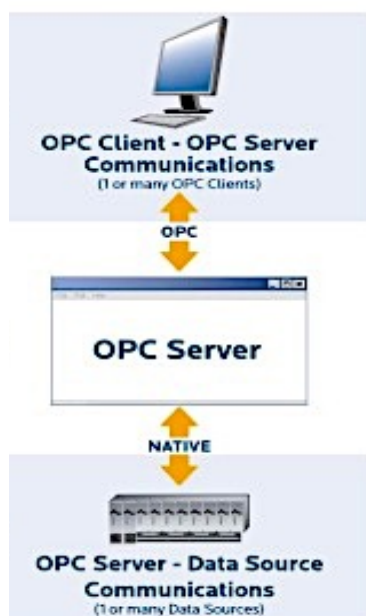 OPC Client - OPC Server
Communications
(1 or many OPC Clients)
OPC
OPC Server
NATIVE
OPC Server - Data Source
Communications
(1 or many Data Sources)